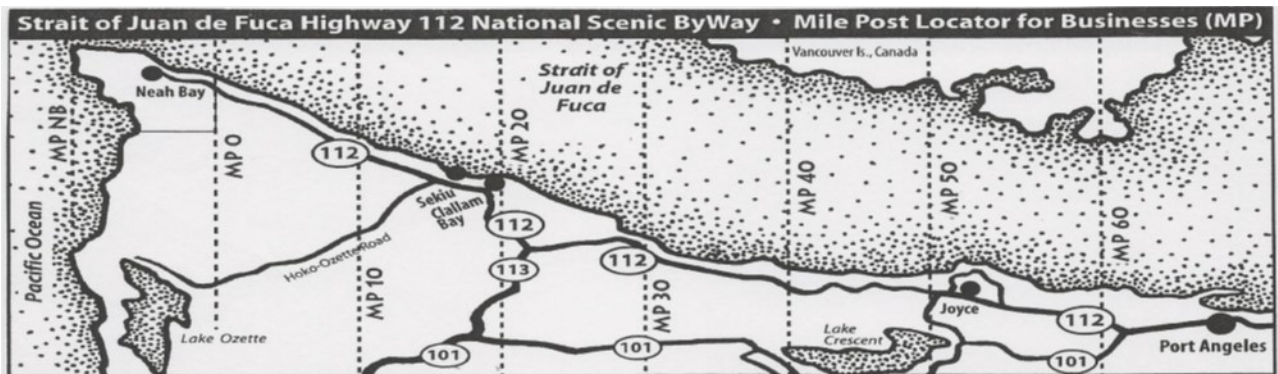 Strait of Juan de Fuca Highway 112 National Scenic ByWay • Mile Post Locator for Businesses (MP)
Vancouver Is., Canada
Strait of
Juan de
Fuca
Neah Bay
MP NB
MP 0
112
MP 20
MP 40
MP 50
MP 60
Sekiu
Clallam
Bay
112
Pacific Ocean
Hoko-Ozette Road
113
112
MP 10
MP 30
Joyce
112
Lake Ozette
Lake
Crescent
101
101
101
Port Angeles